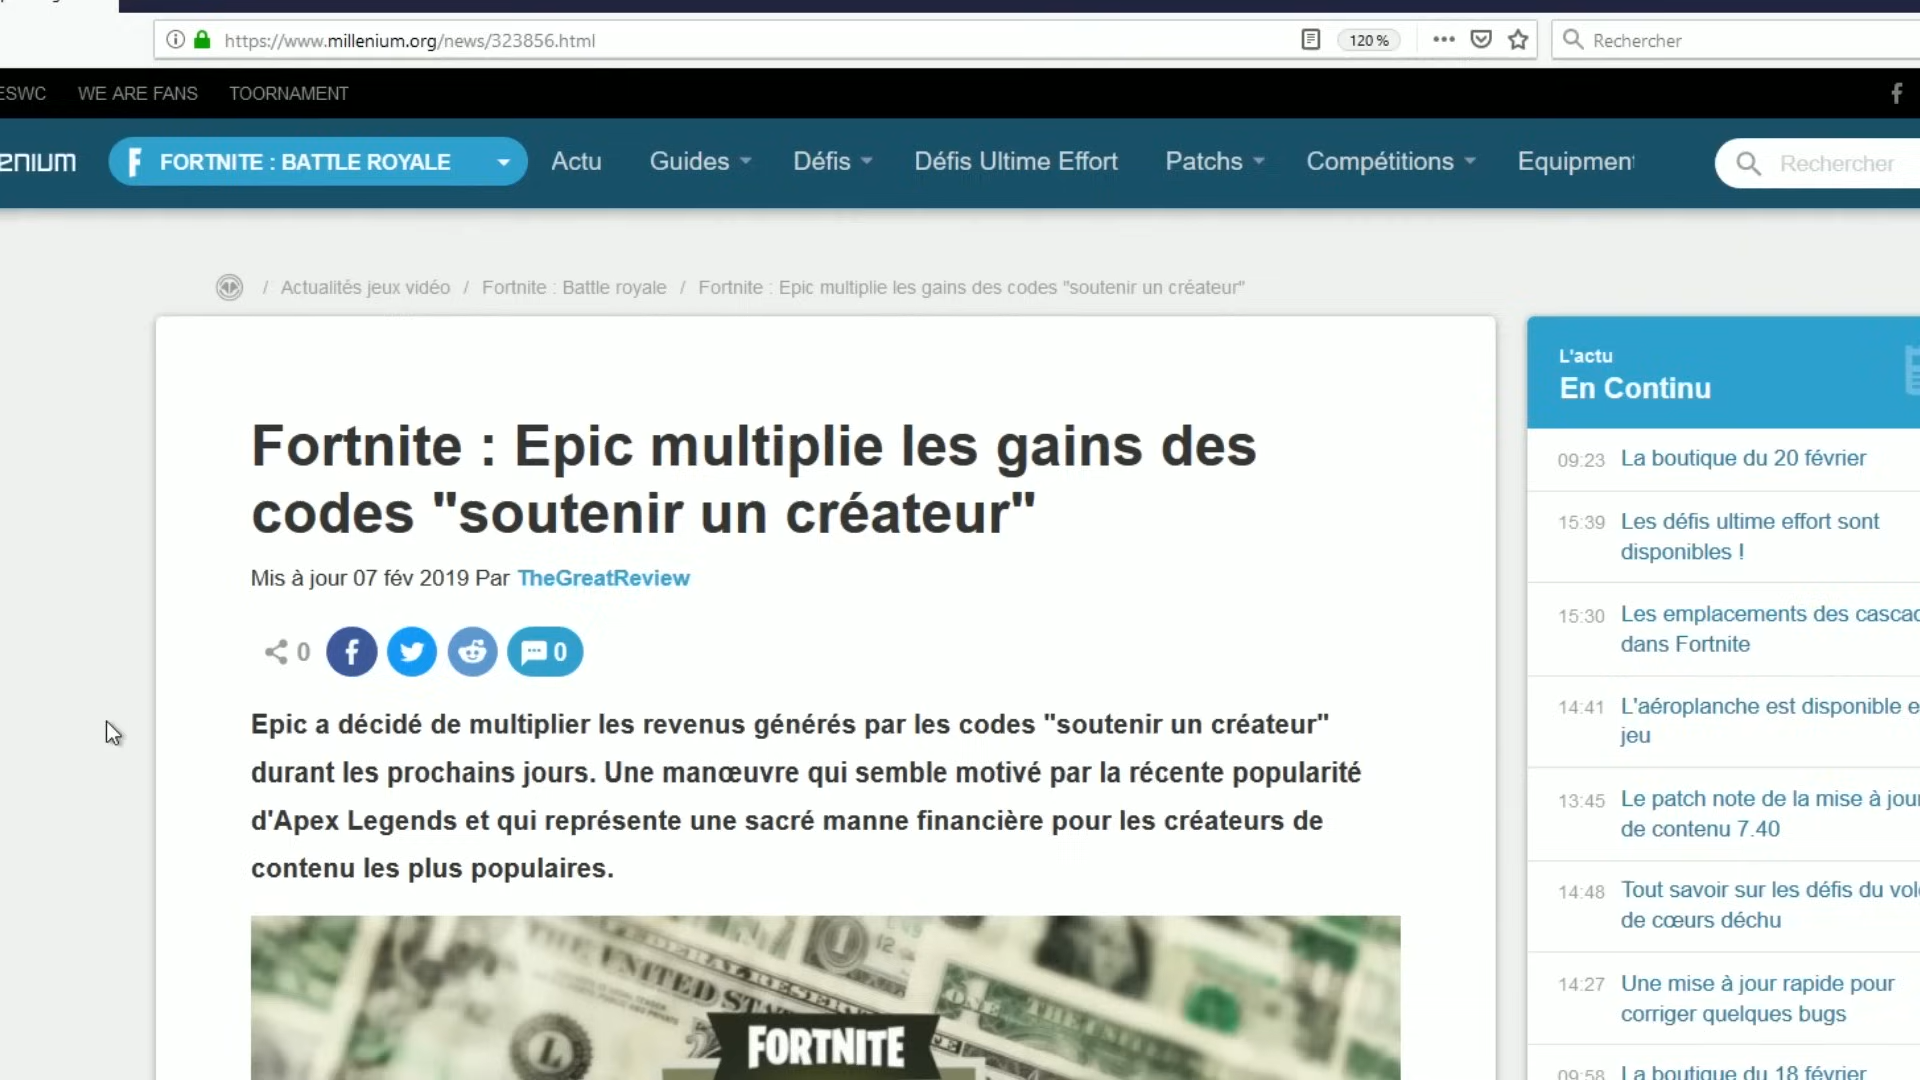 https://www.millenium.org/news/323856.html
120 %
Rechercher
ESWC WE ARE FANS TOORNAMENT
FORTNITE : BATTLE ROYALE Actu Guides Défis Défis Ultime Effort Patchs Compétitions Rechercher
/ Actualités jeux vidéo / Fortnite : Battle royale / Fortnite : Epic multiplie les gains des codes "soutenir un créateur"
Fortnite : Epic multiplie les gains des
codes "soutenir un créateur"
Mis à jour 07 fév 2019 Par TheGreatReview
0 0
Epic a décidé de multiplier les revenus générés par les codes "soutenir un créateur"
durant les prochains jours. Une manœuvre qui semble motivé par la récente popularité
d'Apex Legends et qui représente une sacré manne financière pour les créateurs de
contenu les plus populaires.
THE UNITED
FORTNITE
L'actu
En Continu
09:23 La boutique du 20 février
15:39 Les défis ultime effort sont
disponibles !
15:30 Les emplacements des
dans Fortnite
14:41 L'aéroplanche est disponible
jeu
13:45 Le patch note de la mise à jour
de contenu 7.40
14:48 Tout savoir sur les défis du
de cœurs déchu
14:27 Une mise à jour rapide pour
corriger quelques bugs
09:58 La boutique du 18 février